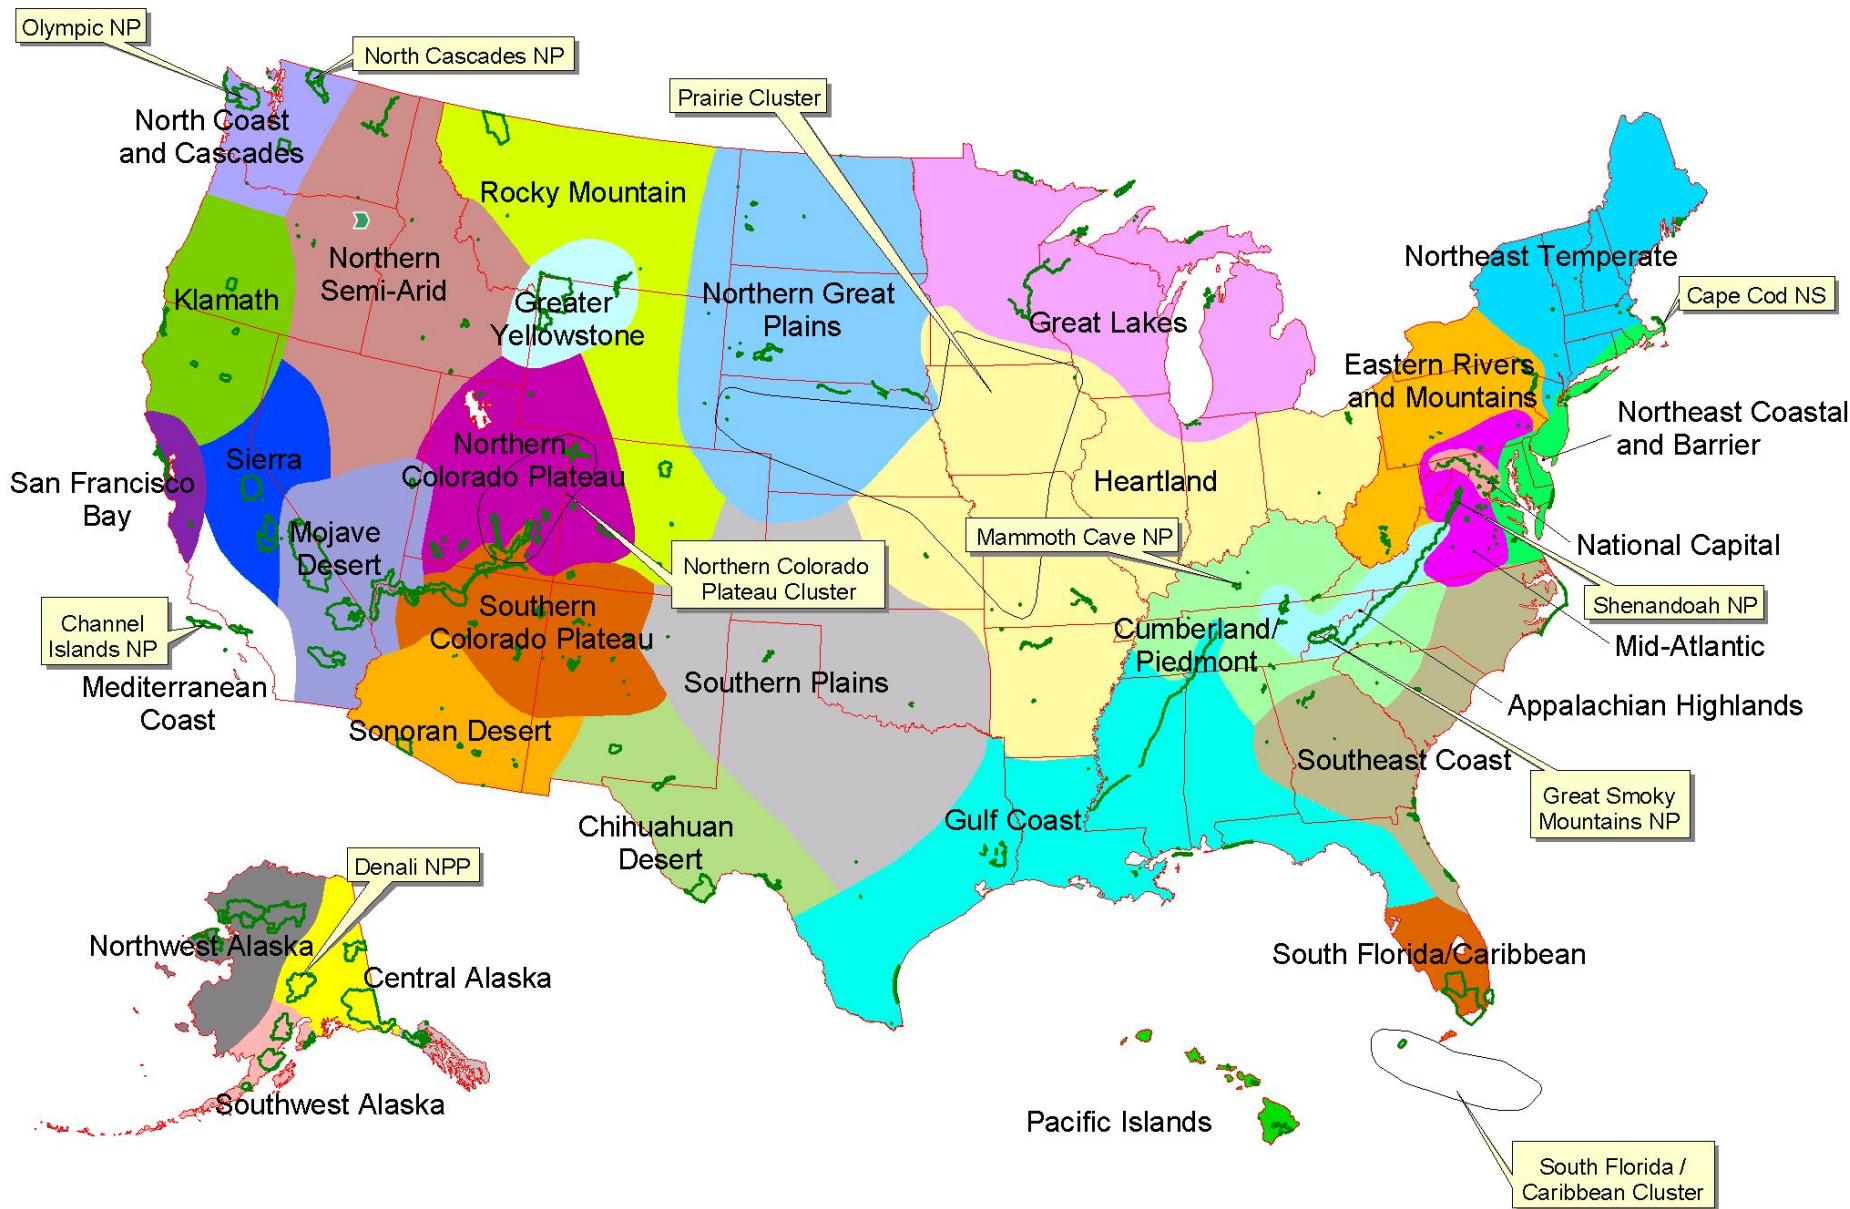 Olympic NP
North Cascades NP
North Coast
and Cascades
Prairie Cluster
Rocky Mountain
Northern
Semi-Arid
Klamath
Greater
Yellowstone
Northern Great
Plains
Great Lakes
Northeast Temperate
Cape Cod NS
Eastern Rivers
and Mountains
Northeast Coastal
and Barrier
San Francisco
Bay
Sierra
Northern
Colorado Plateau
Heartland
Mojave
Desert
Mammoth Cave NP
National Capital
Northern Colorado
Plateau Cluster
Shenandoah NP
Channel
Islands NP
Southern
Colorado Plateau
Cumberland/
Piedmont
Mid-Atlantic
Mediterranean
Coast
Southern Plains
Appalachian Highlands
Sonoran Desert
Southeast Coast
Great Smoky
Mountains NP
Chihuahuan
Desert
Gulf Coast
Denali NPP
Northwest Alaska
Central Alaska
South Florida/Caribbean
Southwest Alaska
Pacific Islands
South Florida /
Caribbean Cluster